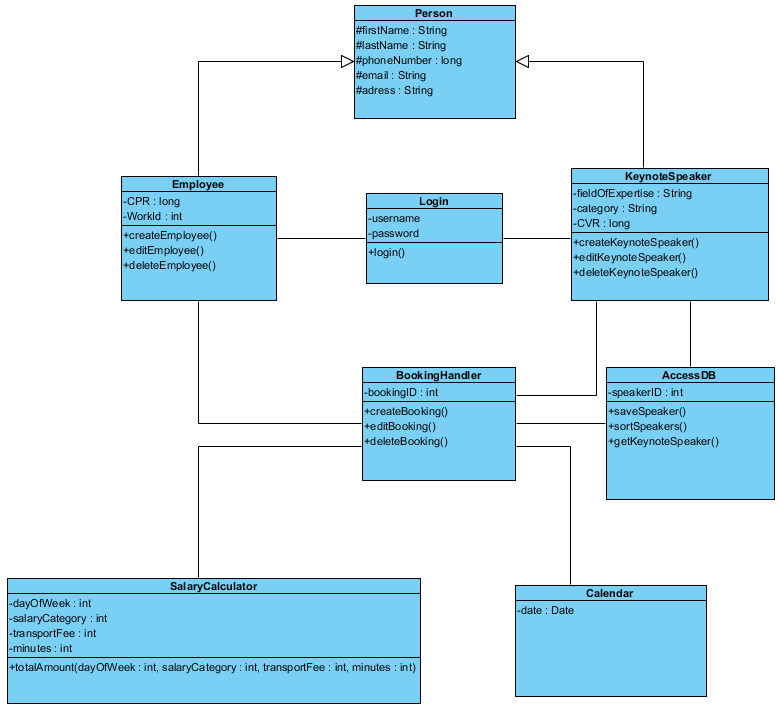 Person
#firstName : String
#lastName : String
#phoneNumber : long
#email : String
#adress : String
Employee
-CPR : long
-WorkId : int
+createEmployee()
+editEmployee()
+deleteEmployee()
Login
-username
-password
+login()
KeynoteSpeaker
-fieldOfExpertise : String
-category : String
-CVR : long
+createKeynoteSpeaker()
+editKeynoteSpeaker()
+deleteKeynoteSpeaker()
BookingHandler
-bookingID : int
+createBooking()
+editBooking()
+deleteBooking()
AccessDB
-speakerID : int
+saveSpeaker()
+sortSpeakers()
+getKeynoteSpeaker()
SalaryCalculator
-dayOfWeek : int
-salaryCategory : int
-transportFee : int
-minutes : int
+totalAmount(dayOfWeek : int, salaryCategory : int, transportFee : int, minutes : int)
Calendar
-date : Date